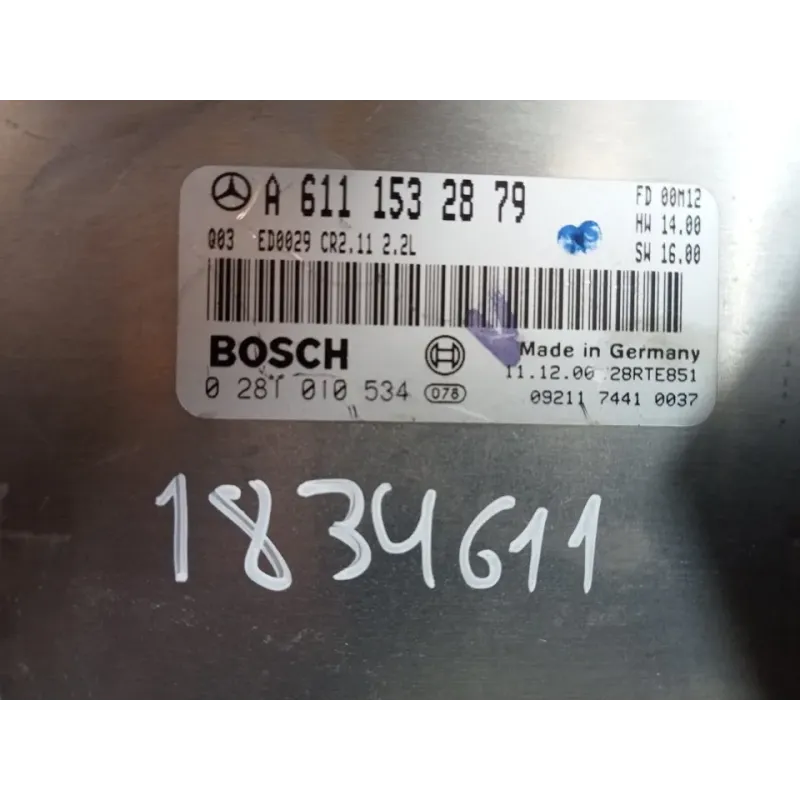 A 611 153 28 79
FD 00M12
Q03 ED0029 CR2.11 2.2L
HW 14.00
SW 16.00
BOSCH
Made in Germany
11.12.00 28RTE851
0 281 010 534 078
09211 7441 0037
1834611